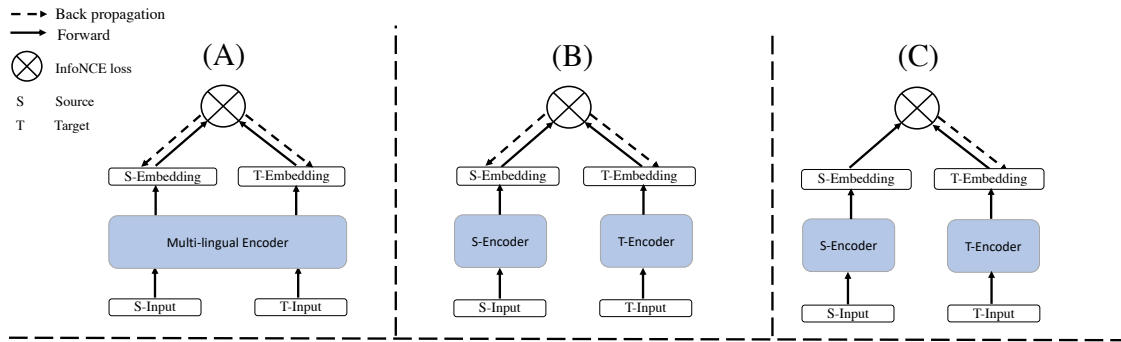 Back propagation
Forward
InfoNCE loss
S Source
T Target
(A)
S-Embedding T-Embedding
Multi-lingual Encoder
S-Input T-Input
(B)
S-Embedding T-Embedding
S-Encoder T-Encoder
S-Input T-Input
(C)
S-Embedding T-Embedding
S-Encoder T-Encoder
S-Input T-Input